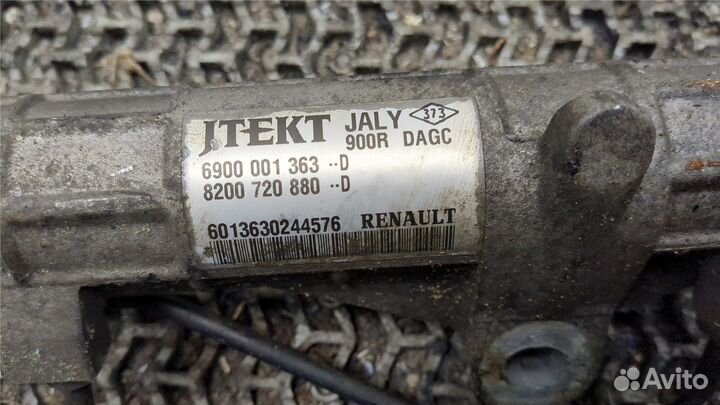 JTEKT JALY 373
900R DAGC
6900 001 363 --D
8200 720 880 --D
6013630244576 RENAULT
Avito